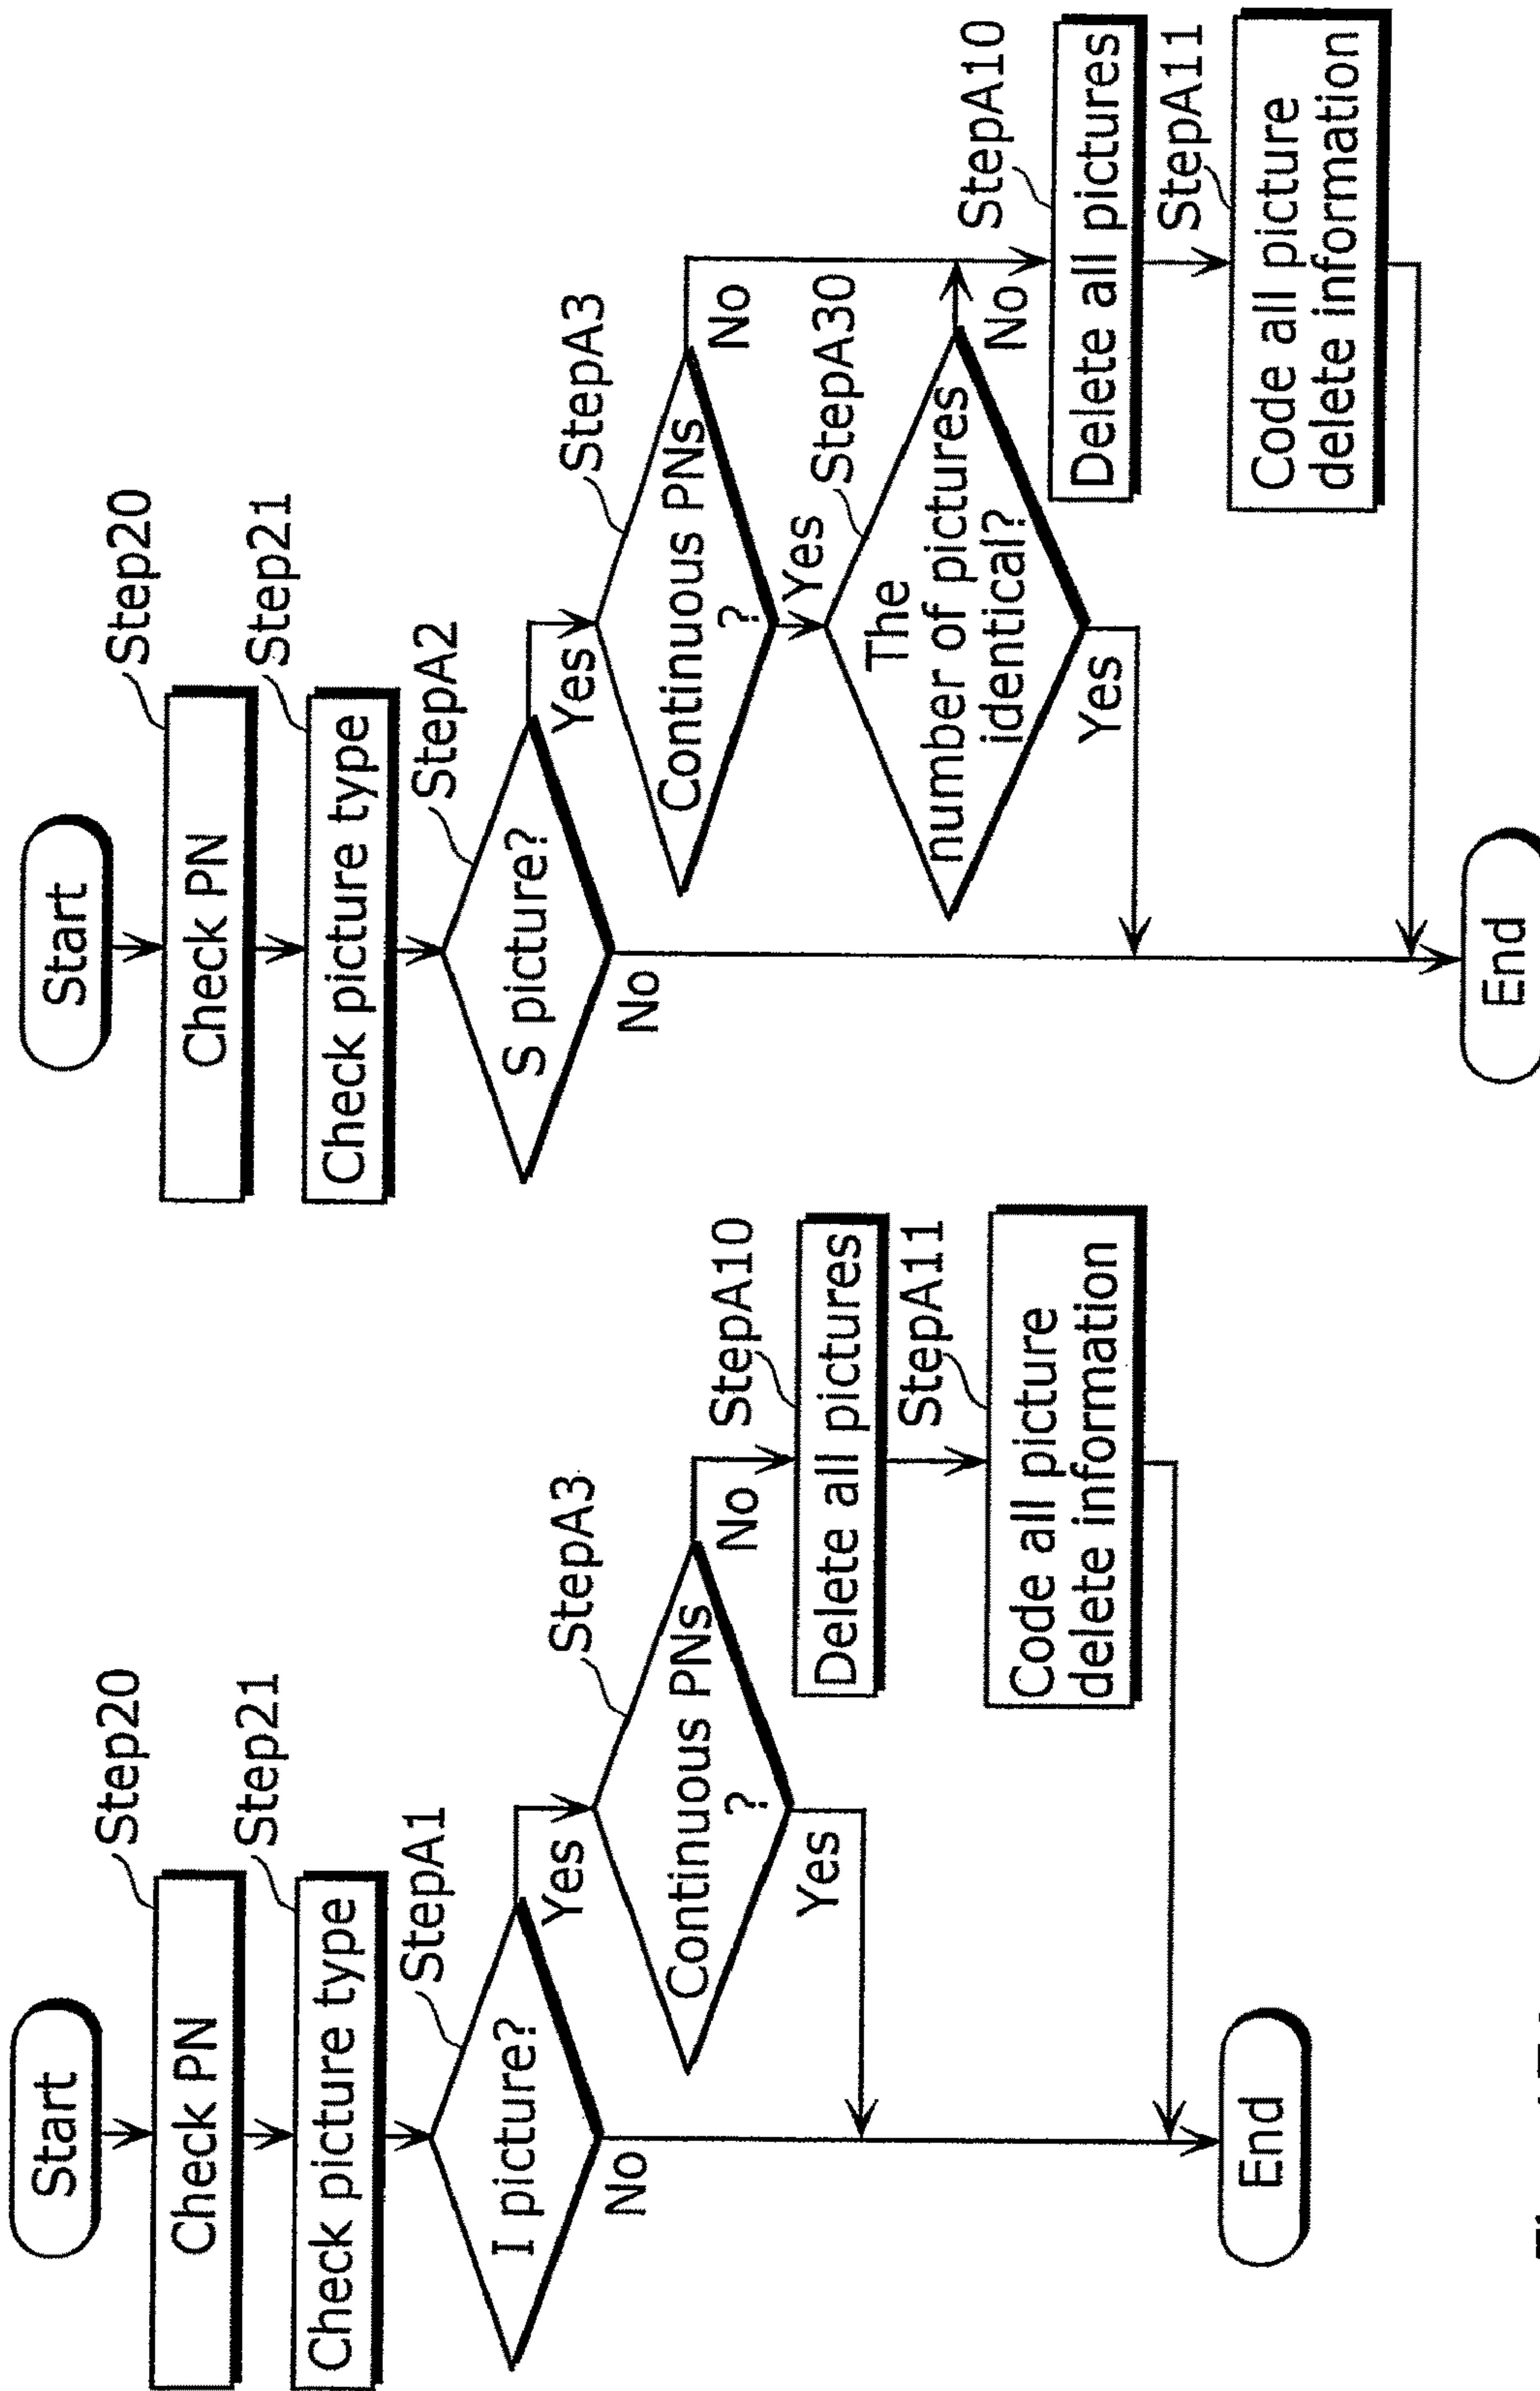 Start
Step20
Check PN
Step21
Check picture type
StepA1
I picture?
Yes
No
StepA3
Continuous PNs
?
No
Yes
StepA10
Delete all pictures
StepA11
Code all picture
delete information
End
Start
Step20
Check PN
Step21
Check picture type
StepA2
S picture?
Yes
No
StepA3
Continuous PNs
?
No
Yes
StepA30
The
number of pictures
identical?
No
Yes
StepA10
Delete all pictures
StepA11
Code all picture
delete information
End